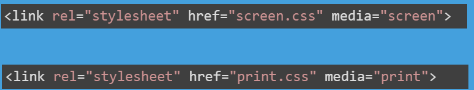 <link rel="stylesheet" href="screen.css" media="screen">
<link rel="stylesheet" href="print.css" media="print">